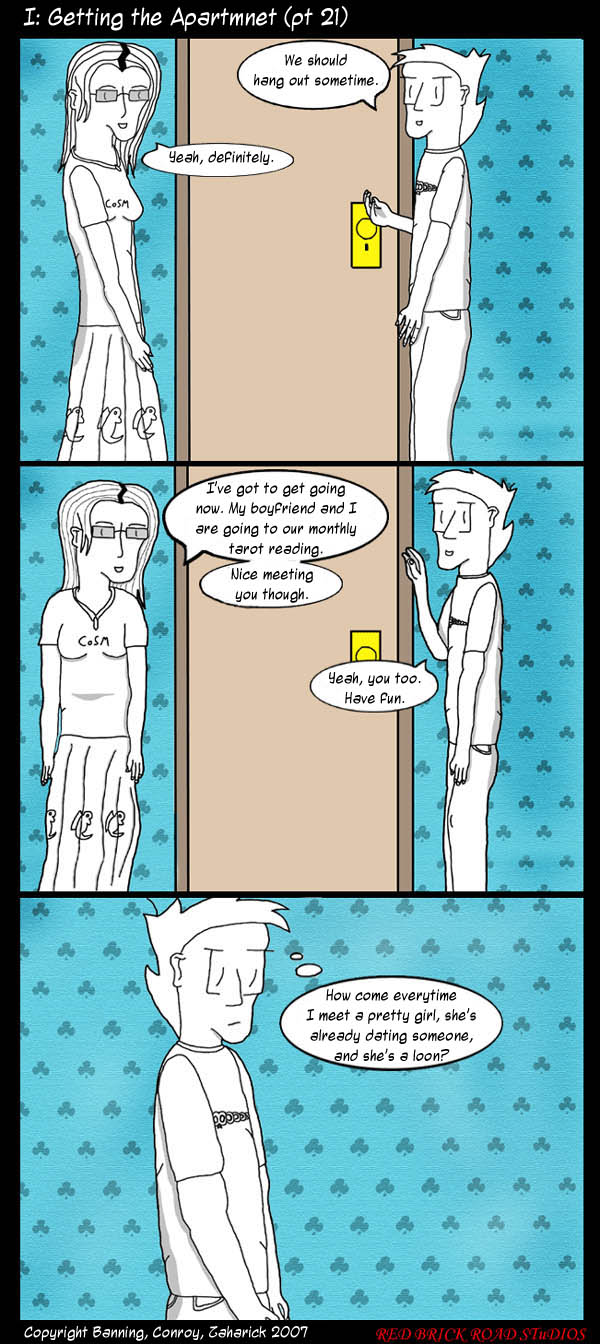 I: Getting the Apartmnet (pt 21)
We should
hang out sometime.
Yeah, definitely.
CoSM
I've got to get going
now. My boyfriend and I
are going to our monthly
tarot reading.
Nice meeting
you though.
CoSM
Yeah, you too.
Have fun.
How come everytime
I meet a pretty girl, she's
already dating someone,
and she's a loon?
Copyright Banning, Conroy, Zaharick 2007
RED BRICK ROAD STuDIOS